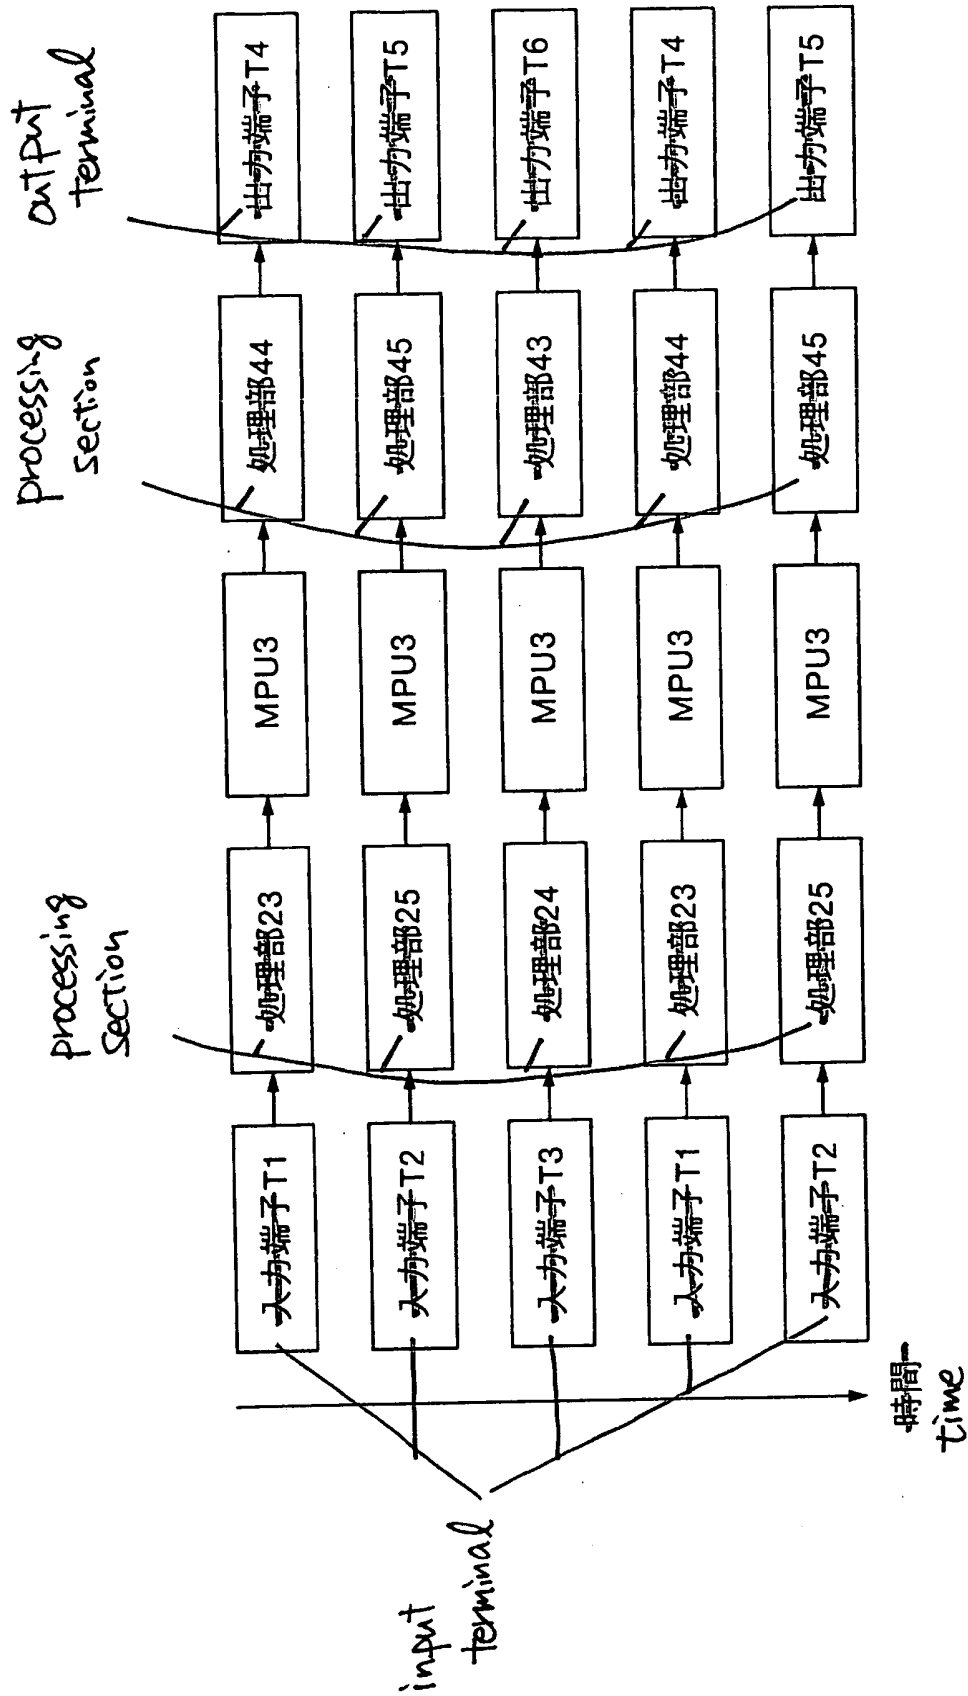 input
terminal
processing
section
processing
section
output
terminal
入力端子T1
処理部23
MPU3
処理部44
出力端子T4
入力端子T2
処理部25
MPU3
処理部45
出力端子T5
入力端子T3
処理部24
MPU3
処理部43
出力端子T6
入力端子T1
処理部23
MPU3
処理部44
出力端子T4
入力端子T2
処理部25
MPU3
処理部45
出力端子T5
時間
time